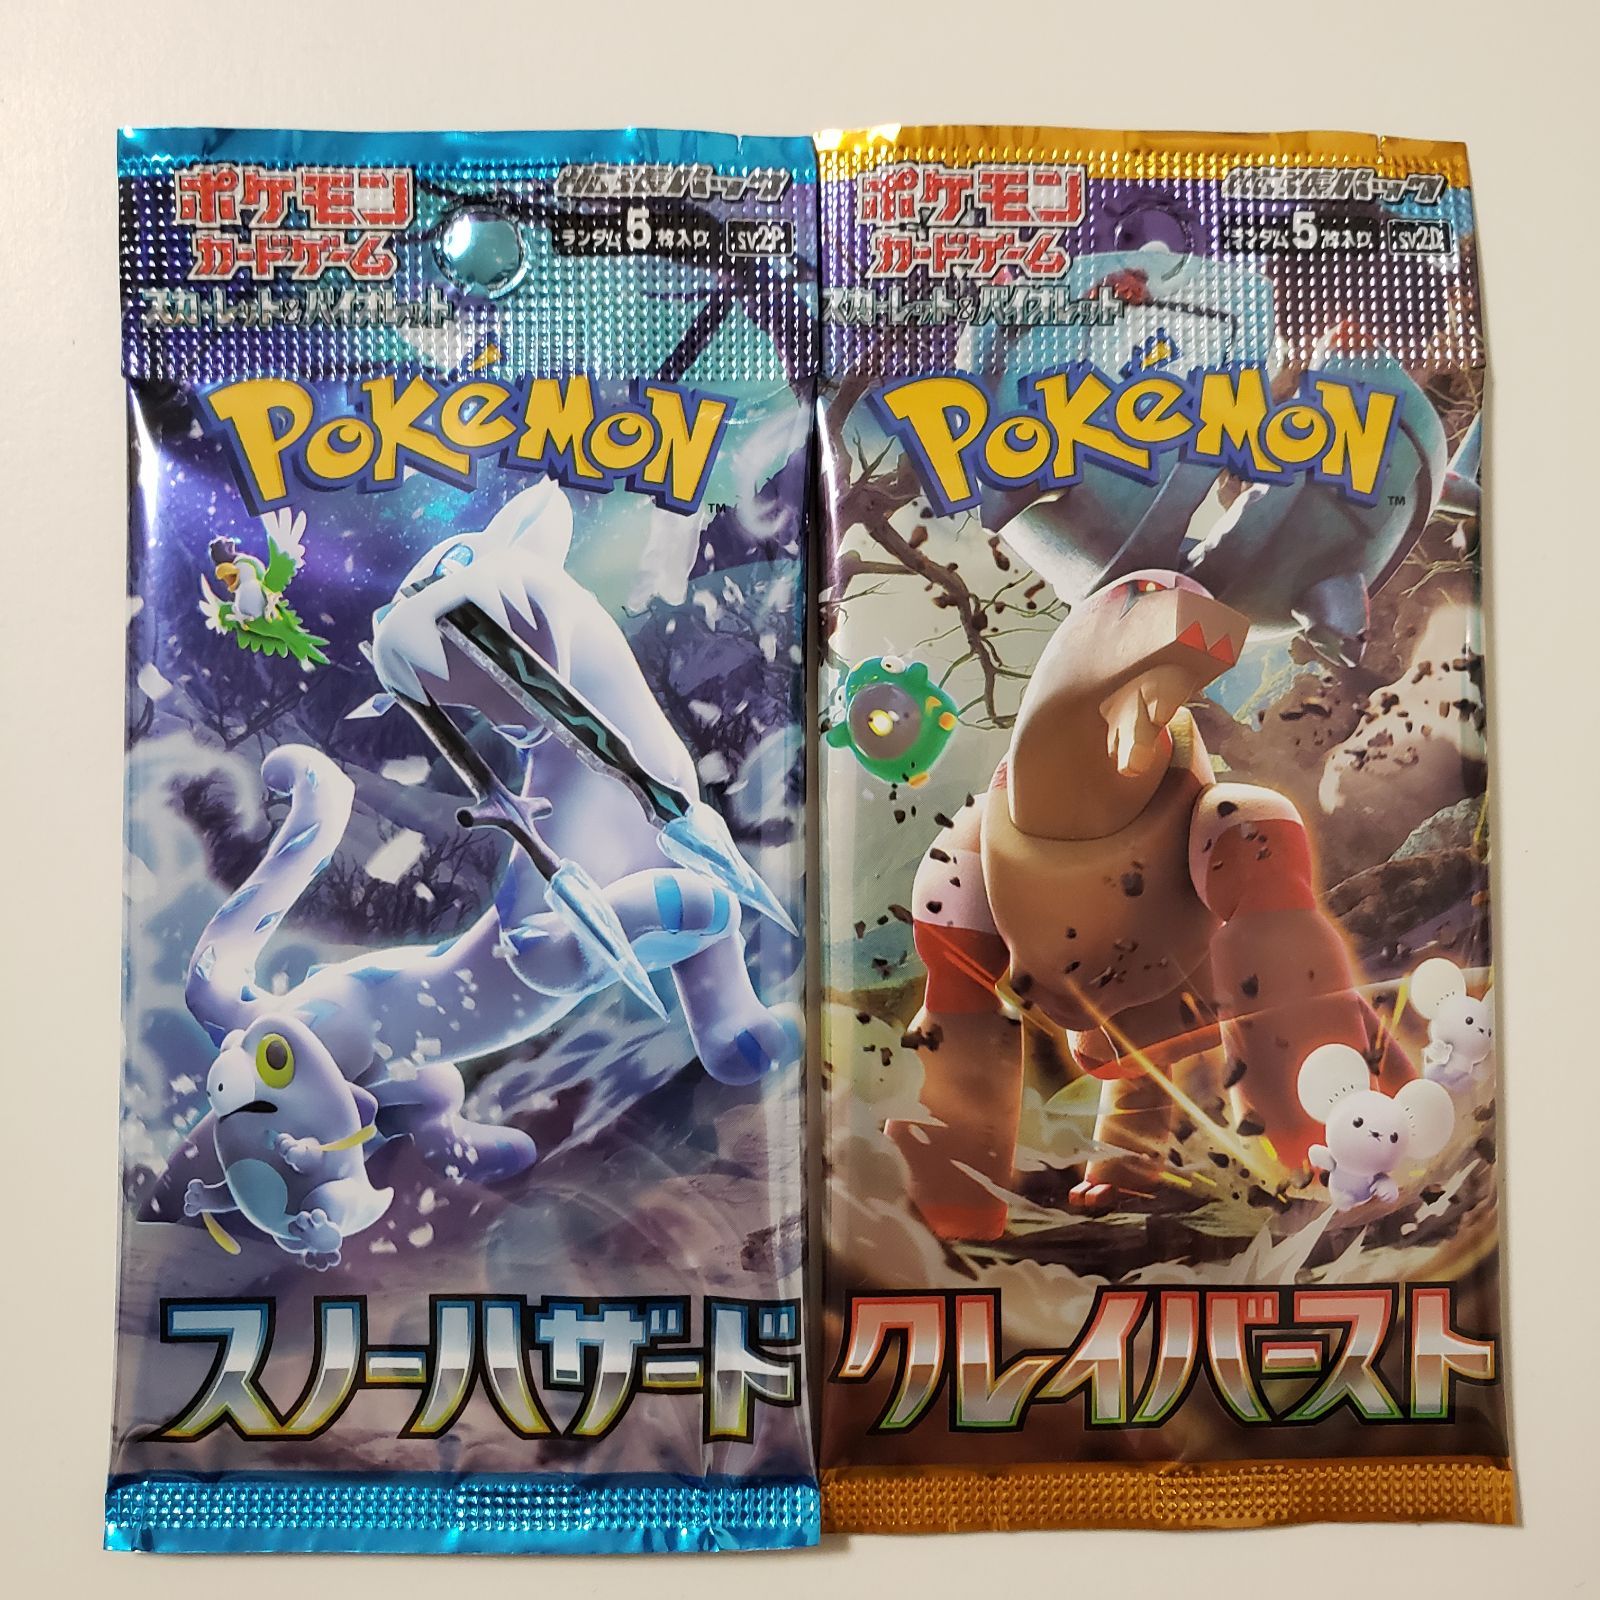 ポケモン
カードゲーム
拡張パック
ランダム5枚入り
SV2P
スカーレット&バイオレット
POKéMON
TM
スノーハザード
ポケモン
カードゲーム
拡張パック
ランダム5枚入り
SV2D
スカーレット&バイオレット
POKéMON
TM
クレイバースト